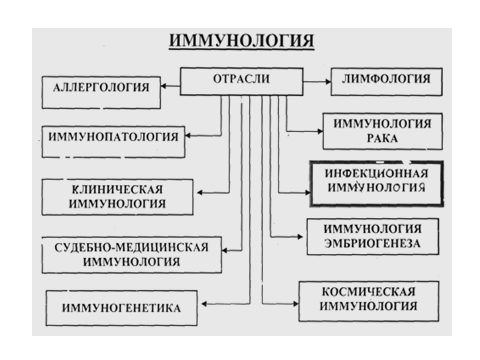 ИММУНОЛОГИЯ
ОТРАСЛИ
АЛЛЕРГОЛОГИЯ
ЛИМФОЛОГИЯ
ИММУНОПАТОЛОГИЯ
ИММУНОЛОГИЯ
РАКА
КЛИНИЧЕСКАЯ
ИММУНОЛОГИЯ
ИНФЕКЦИОННАЯ
ИММУНОЛОГИЯ
СУДЕБНО-МЕДИЦИНСКАЯ
ИММУНОЛОГИЯ
ИММУНОЛОГИЯ
ЭМБРИОГЕНЕЗА
ИММУНОГЕНЕТИКА
КОСМИЧЕСКАЯ
ИММУНОЛОГИЯ